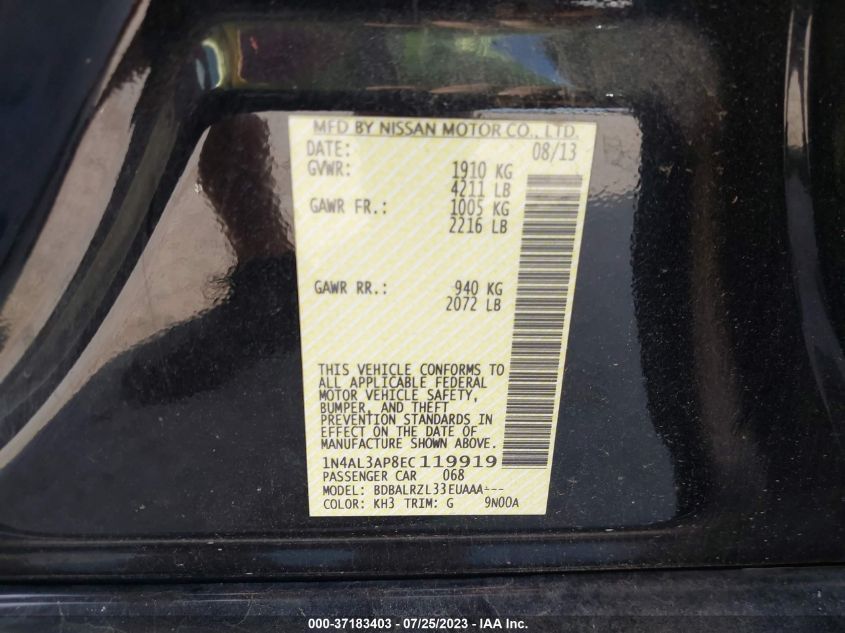 MFD BY NISSAN MOTOR CO., LTD.
DATE: 08/13
GVWR: 1910 KG
4211 LB
GAWR FR.: 1005 KG
2216 LB
GAWR RR.: 940 KG
2072 LB
THIS VEHICLE CONFORMS TO
ALL APPLICABLE FEDERAL
MOTOR VEHICLE SAFETY,
BUMPER, AND THEFT
PREVENTION STANDARDS IN
EFFECT ON THE DATE OF
MANUFACTURE SHOWN ABOVE.
1N4AL3AP8EC119919
PASSENGER CAR 068
MODEL: BDBALRZL33EUAAA---
COLOR: KH3 TRIM: G 9N00A
000-37183403 - 07/25/2023 - IAA Inc.